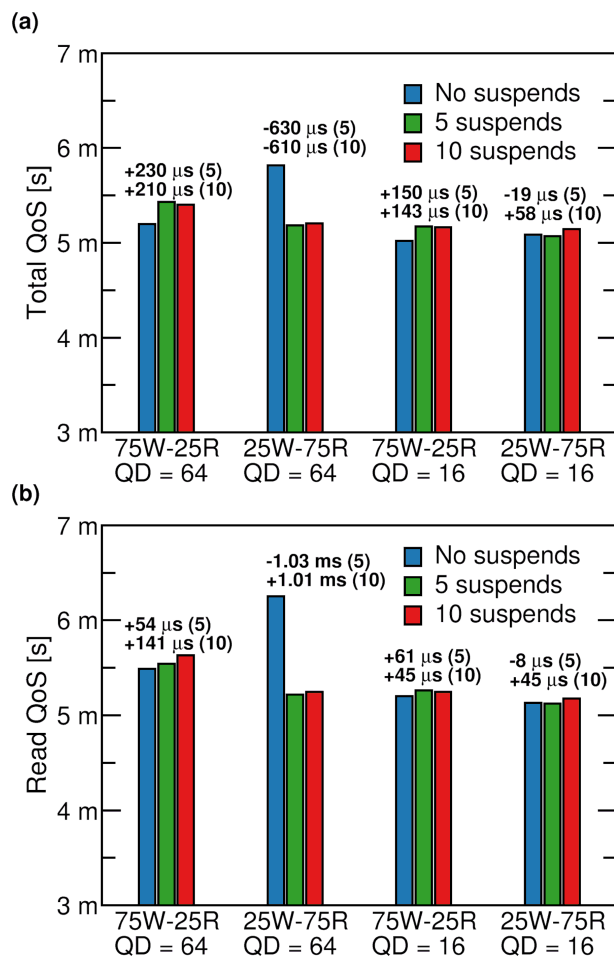 (a)
7 m
6 m
5 m
4 m
3 m
Total QoS [s]
No suspends
5 suspends
10 suspends
+230 μs (5)
+210 μs (10)
-630 μs (5)
-610 μs (10)
+150 μs (5)
+143 μs (10)
-19 μs (5)
+58 μs (10)
75W-25R
QD = 64
25W-75R
QD = 64
75W-25R
QD = 16
25W-75R
QD = 16
(b)
7 m
6 m
5 m
4 m
3 m
Read QoS [s]
No suspends
5 suspends
10 suspends
+54 μs (5)
+141 μs (10)
-1.03 ms (5)
+1.01 ms (10)
+61 μs (5)
+45 μs (10)
-8 μs (5)
+45 μs (10)
75W-25R
QD = 64
25W-75R
QD = 64
75W-25R
QD = 16
25W-75R
QD = 16